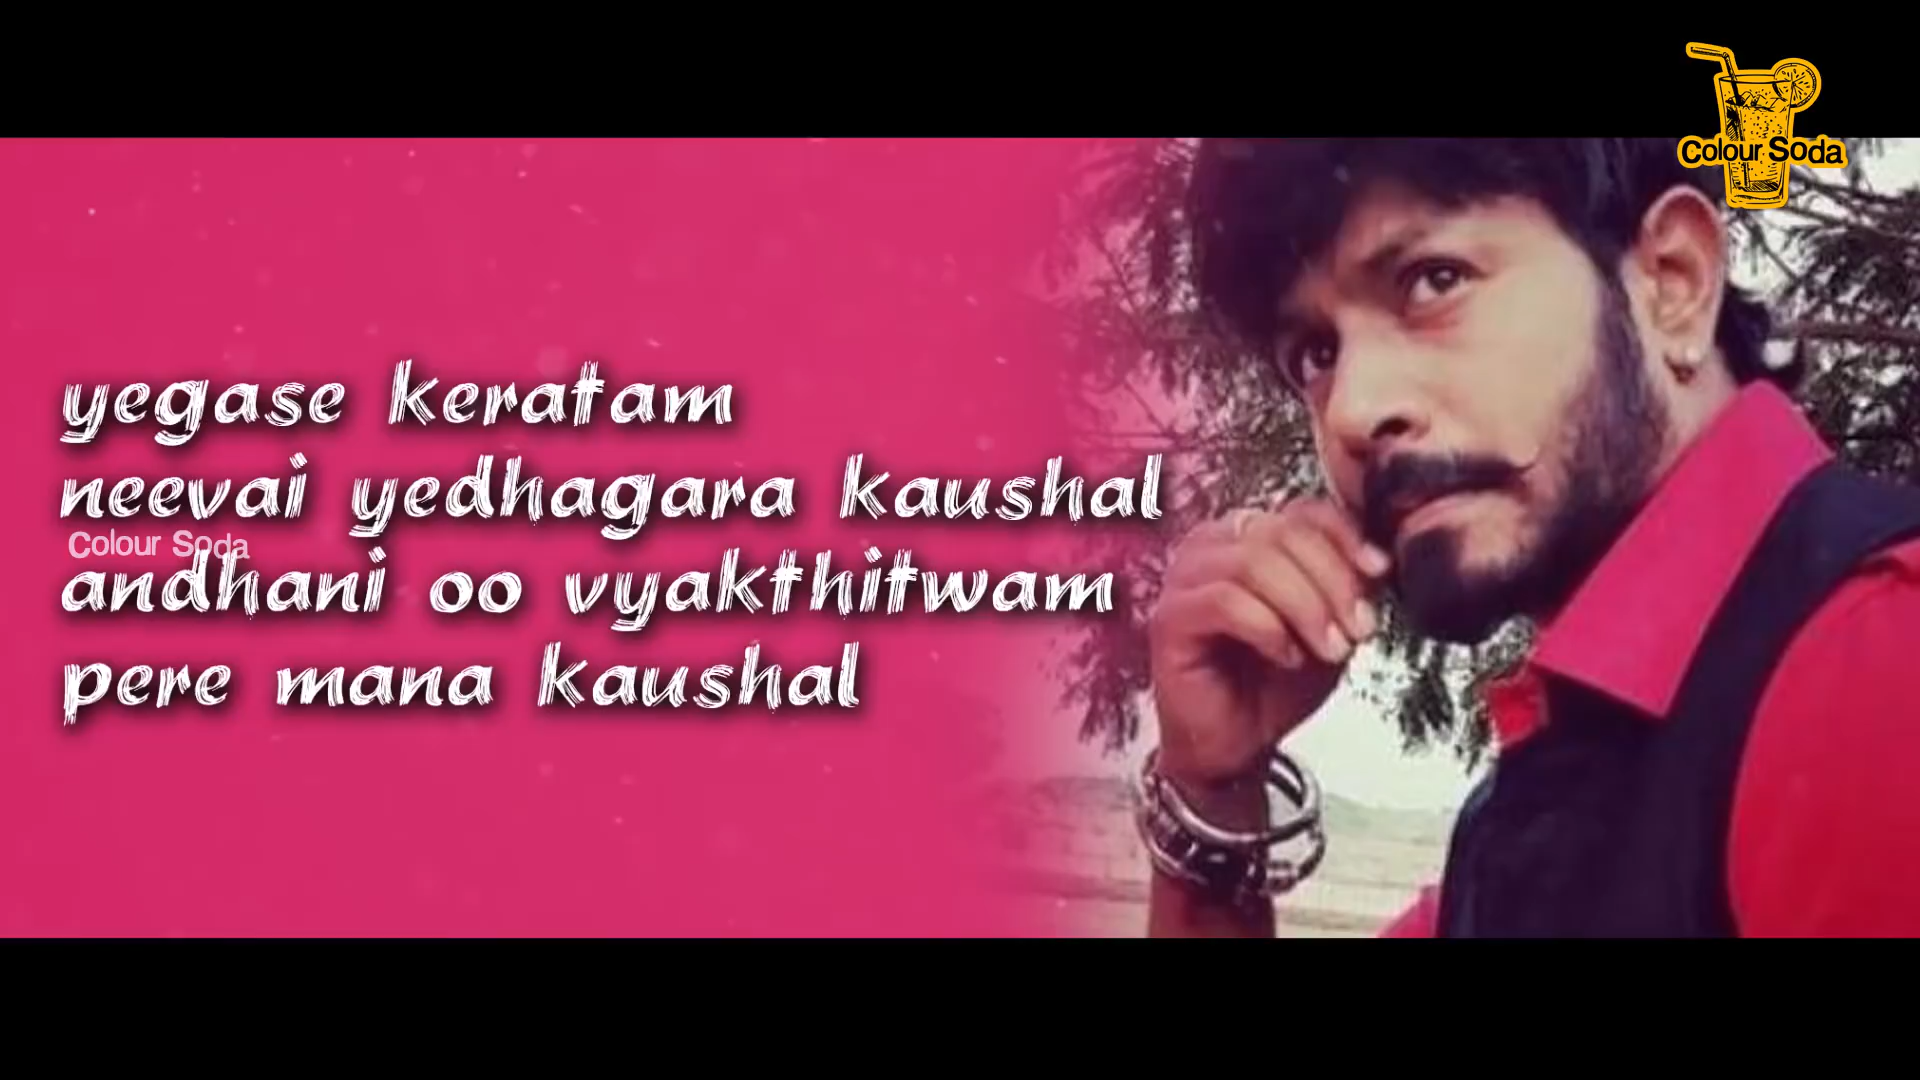 Colour Soda
yegase keratam
neevai yedhagara kaushal
Colour Soda
andhani oo vyakthitwam
pere mana kaushal